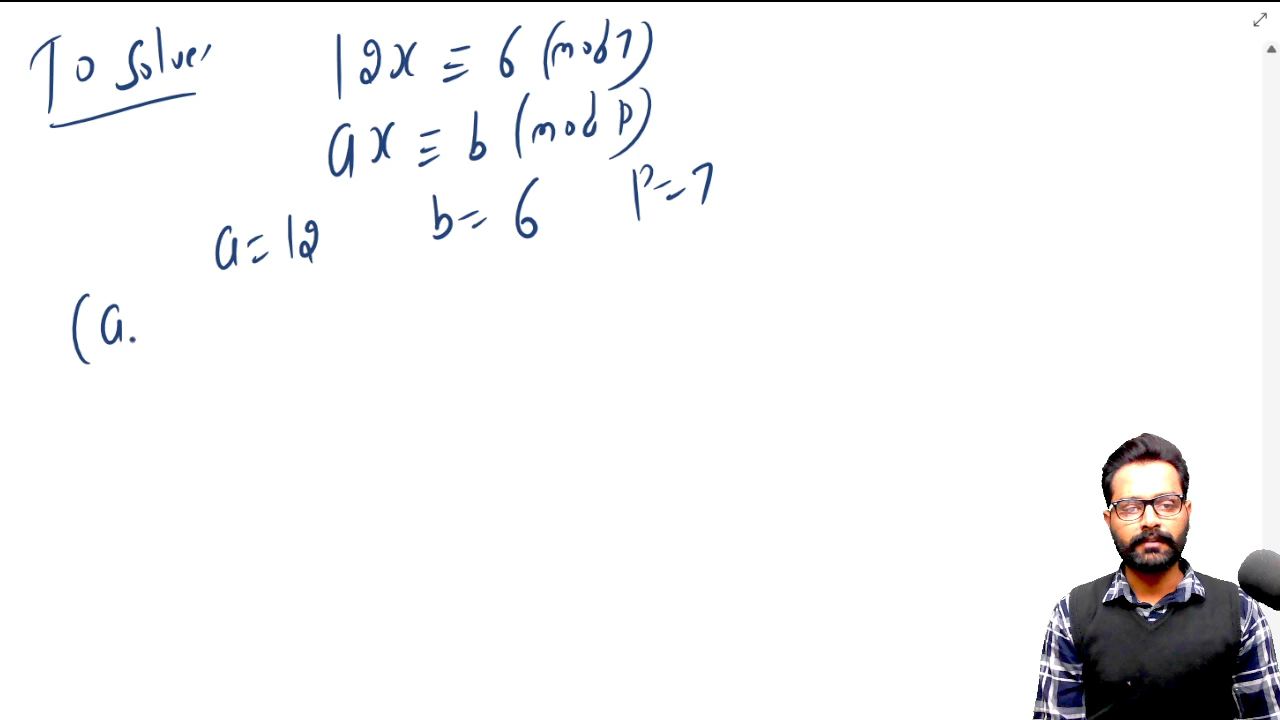 To solve, 12x ≡ 6 (mod 7)
ax ≡ b (mod p)
a = 12 b = 6 p = 7
(a,